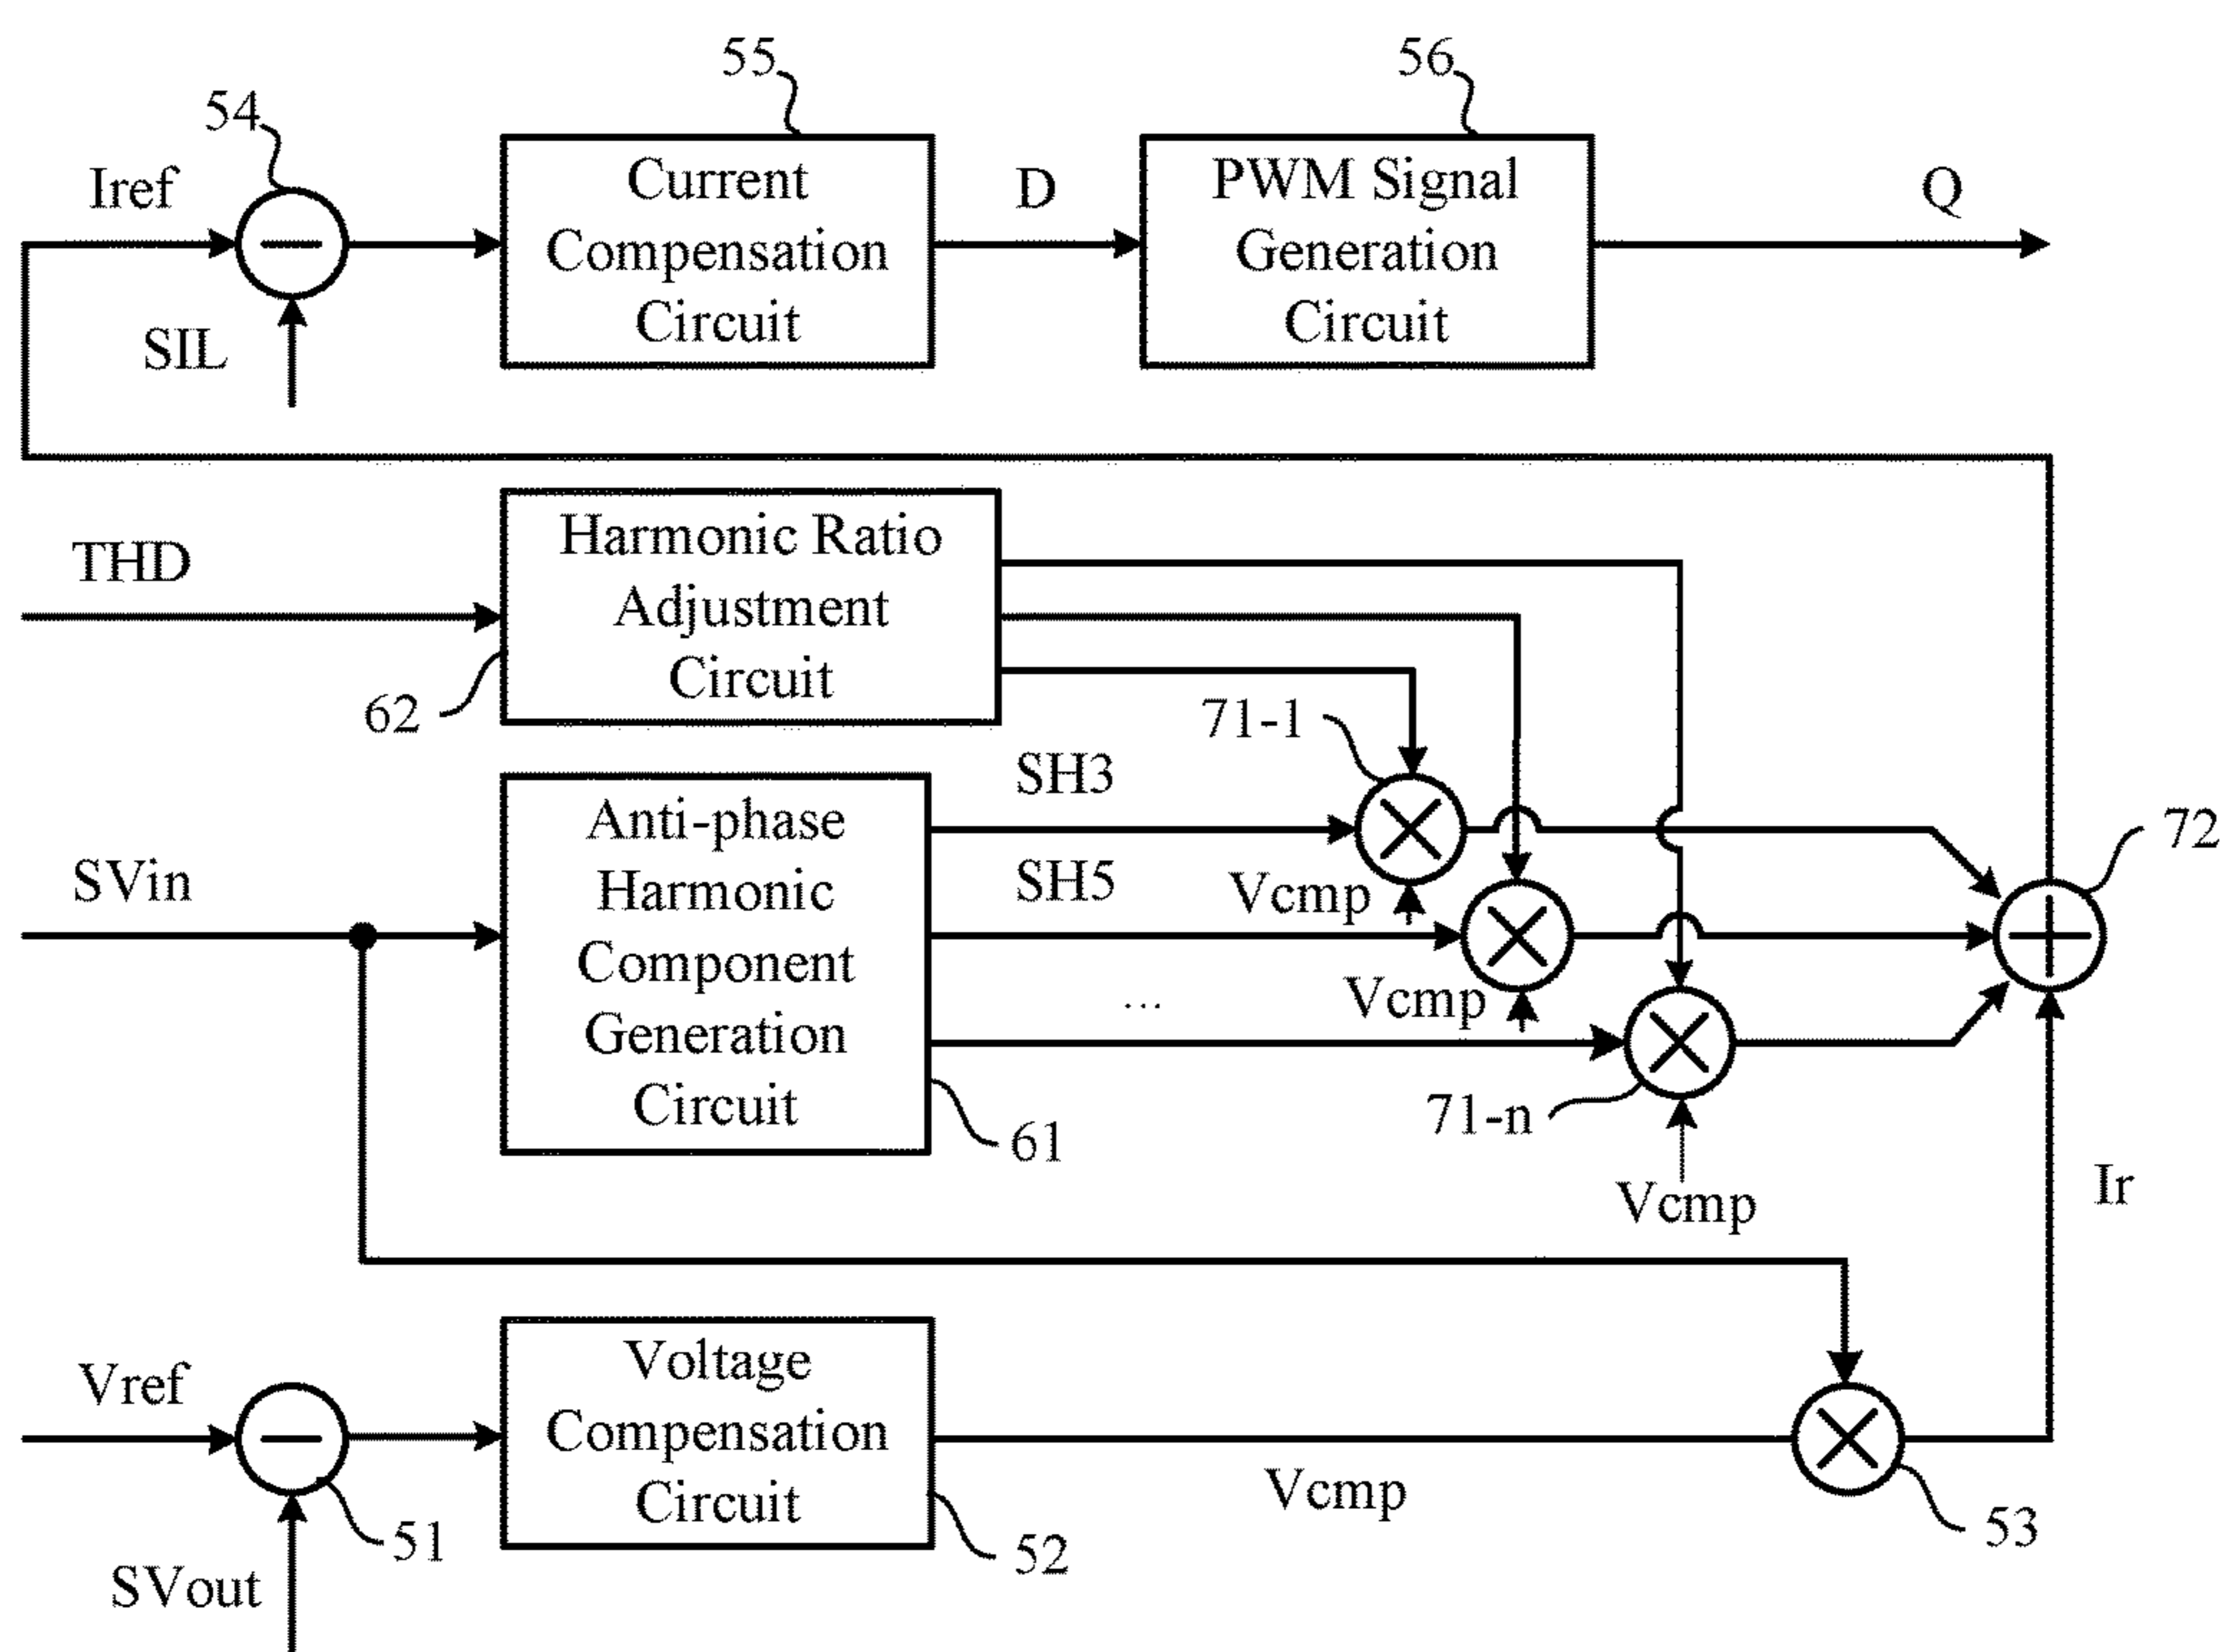 55
56
54
Iref
Current
Compensation
Circuit
D
PWM Signal
Generation
Circuit
Q
SIL
THD
Harmonic Ratio
Adjustment
Circuit
62
71-1
SH3
72
SVin
Anti-phase
Harmonic
Component
Generation
Circuit
SH5
Vcmp
Vcmp
...
71-n
61
Vcmp
Ir
Vref
Voltage
Compensation
Circuit
Vcmp
51
52
53
SVout